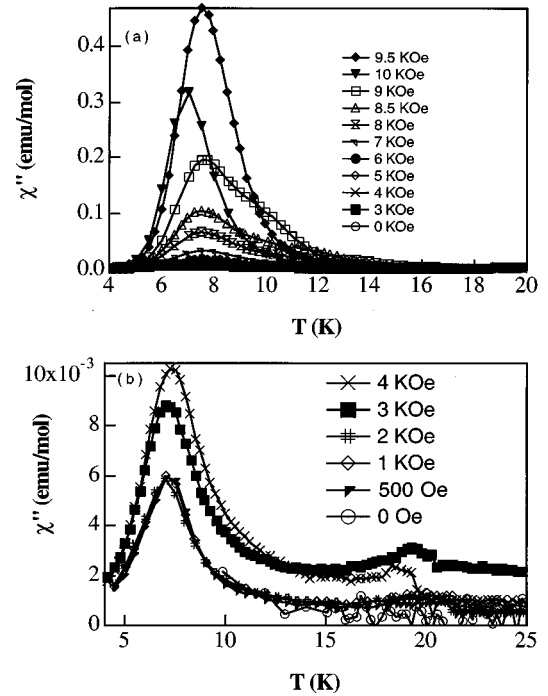 (a)
χ'' (emu/mol)
0.4
0.3
0.2
0.1
0.0
9.5 KOe
10 KOe
9 KOe
8.5 KOe
8 KOe
7 KOe
6 KOe
5 KOe
4 KOe
3 KOe
0 KOe
4 6 8 10 12 14 16 18 20
T (K)
(b)
χ'' (emu/mol)
10x10⁻³
8
6
4
2
0
4 KOe
3 KOe
2 KOe
1 KOe
500 Oe
0 Oe
5 10 15 20 25
T (K)